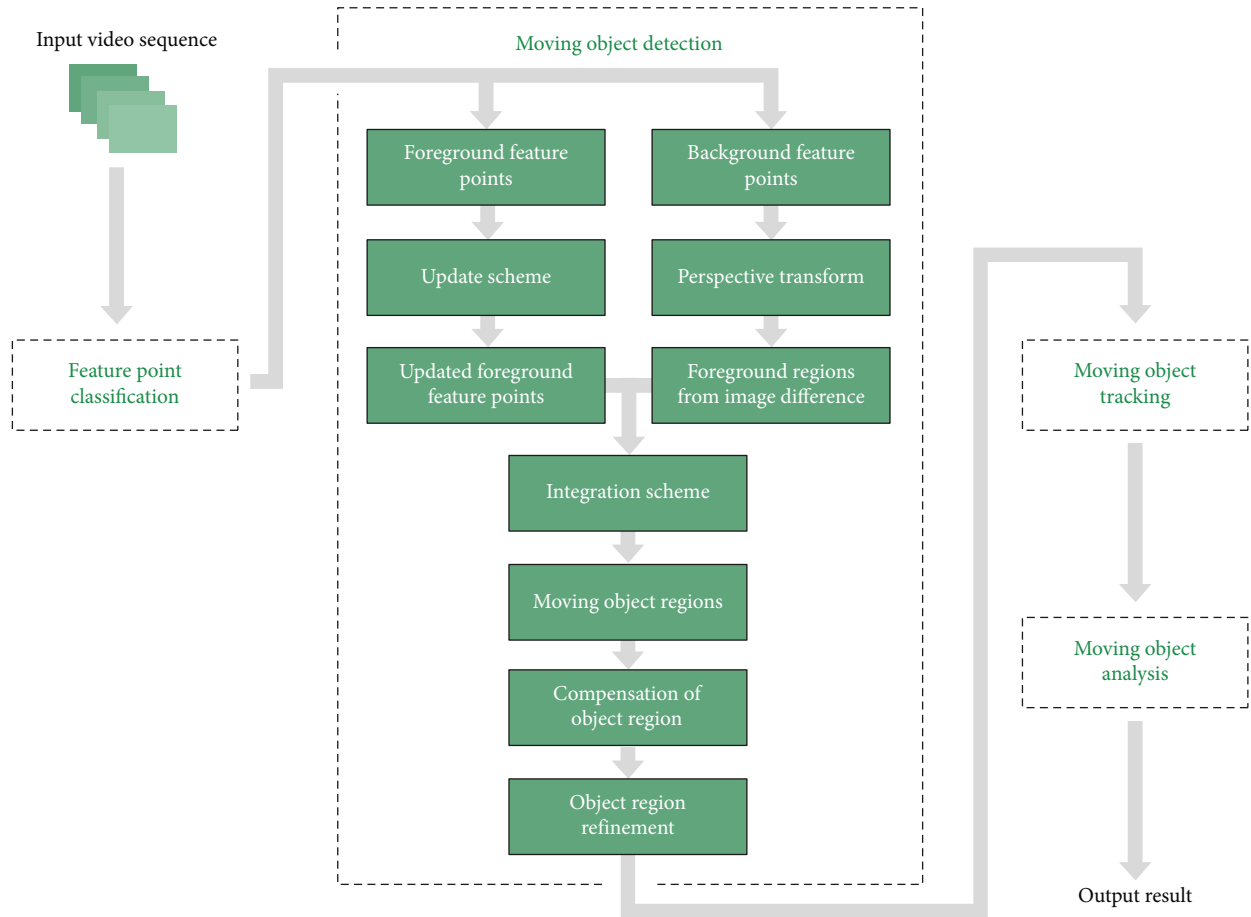 Input video sequence
Feature point
classification
Moving object detection
Foreground feature
points
Background feature
points
Update scheme
Perspective transform
Updated foreground
feature points
Foreground regions
from image difference
Integration scheme
Moving object regions
Compensation of
object region
Object region
refinement
Moving object
tracking
Moving object
analysis
Output result